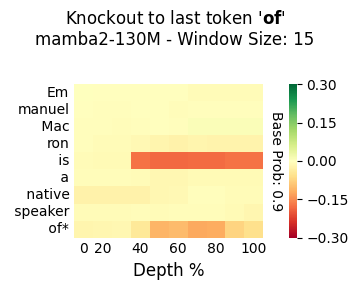 Knockout to last token 'of'
mamba2-130M - Window Size: 15
Em
manuel
Mac
ron
is
a
native
speaker
of*
0 20 40 60 80 100
Depth %
0.30
0.15
0.00
−0.15
−0.30
Base Prob: 0.9